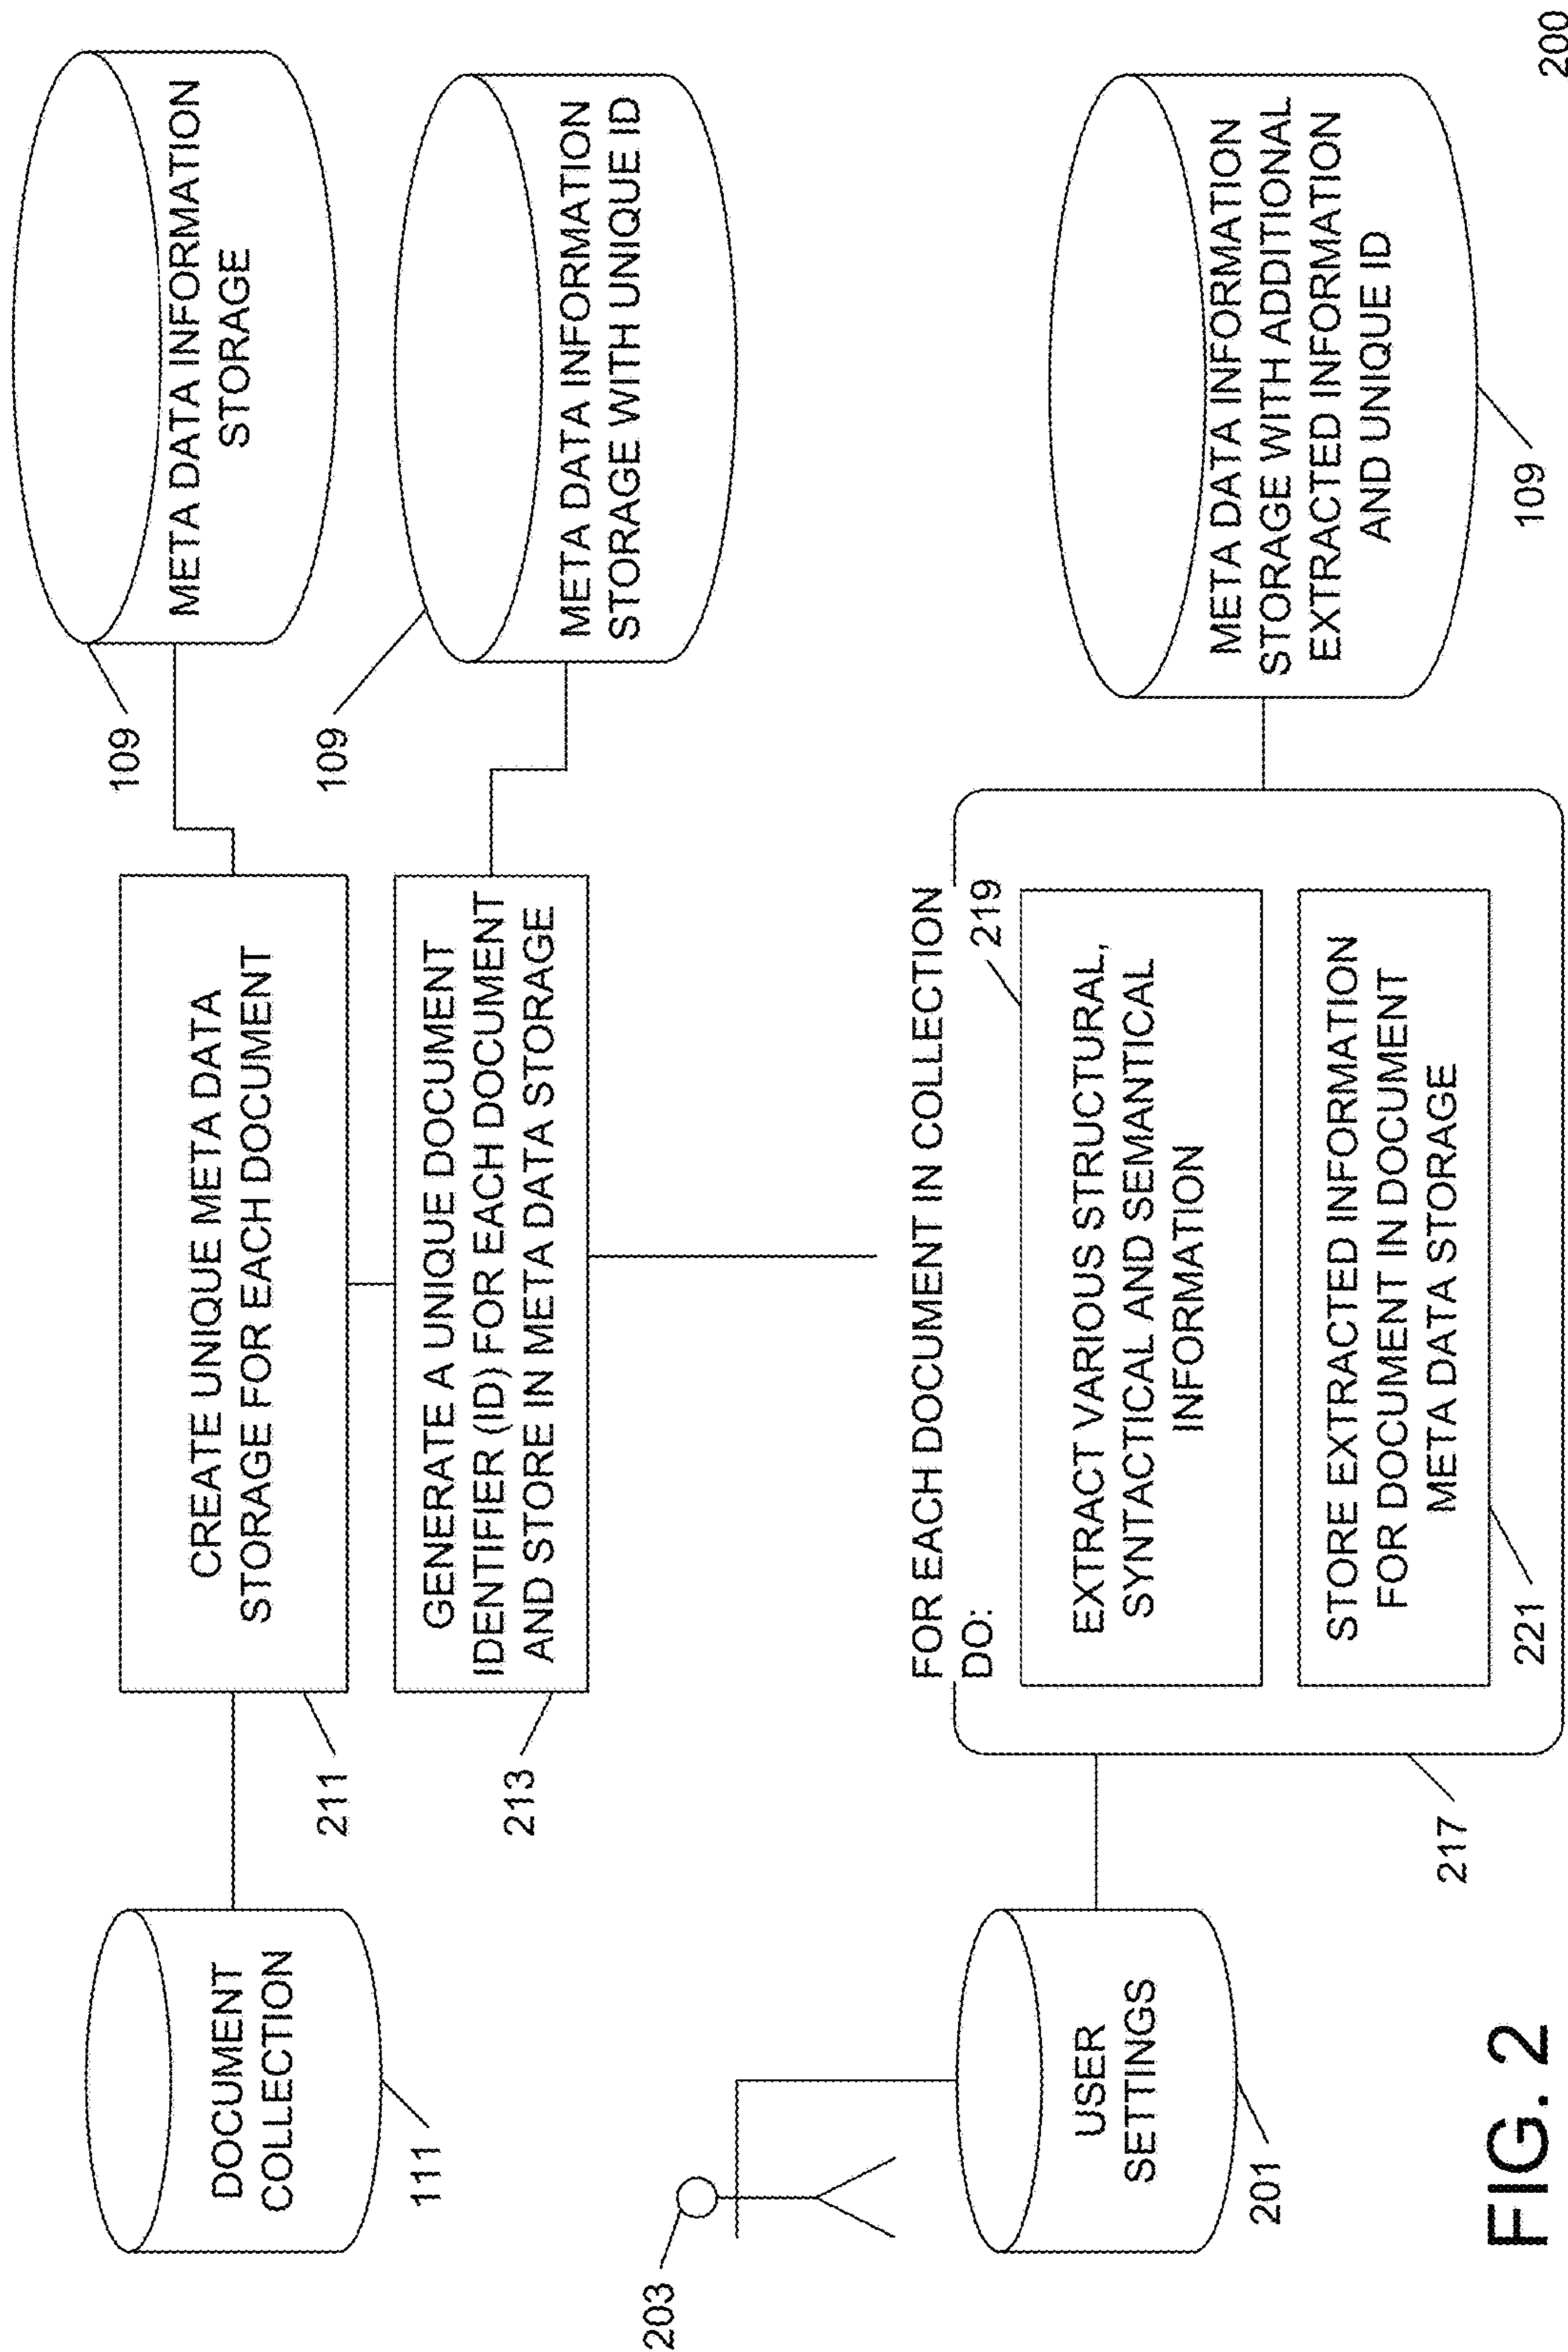 DOCUMENT
COLLECTION
111
CREATE UNIQUE META DATA
STORAGE FOR EACH DOCUMENT
211
META DATA INFORMATION
STORAGE
109
GENERATE A UNIQUE DOCUMENT
IDENTIFIER (ID) FOR EACH DOCUMENT
AND STORE IN META DATA STORAGE
213
META DATA INFORMATION
STORAGE WITH UNIQUE ID
109
203
USER
SETTINGS
201
FOR EACH DOCUMENT IN COLLECTION
DO:
219
EXTRACT VARIOUS STRUCTURAL,
SYNTACTICAL AND SEMANTICAL
INFORMATION
STORE EXTRACTED INFORMATION
FOR DOCUMENT IN DOCUMENT
META DATA STORAGE
221
217
META DATA INFORMATION
STORAGE WITH ADDITIONAL
EXTRACTED INFORMATION
AND UNIQUE ID
109
FIG. 2
200